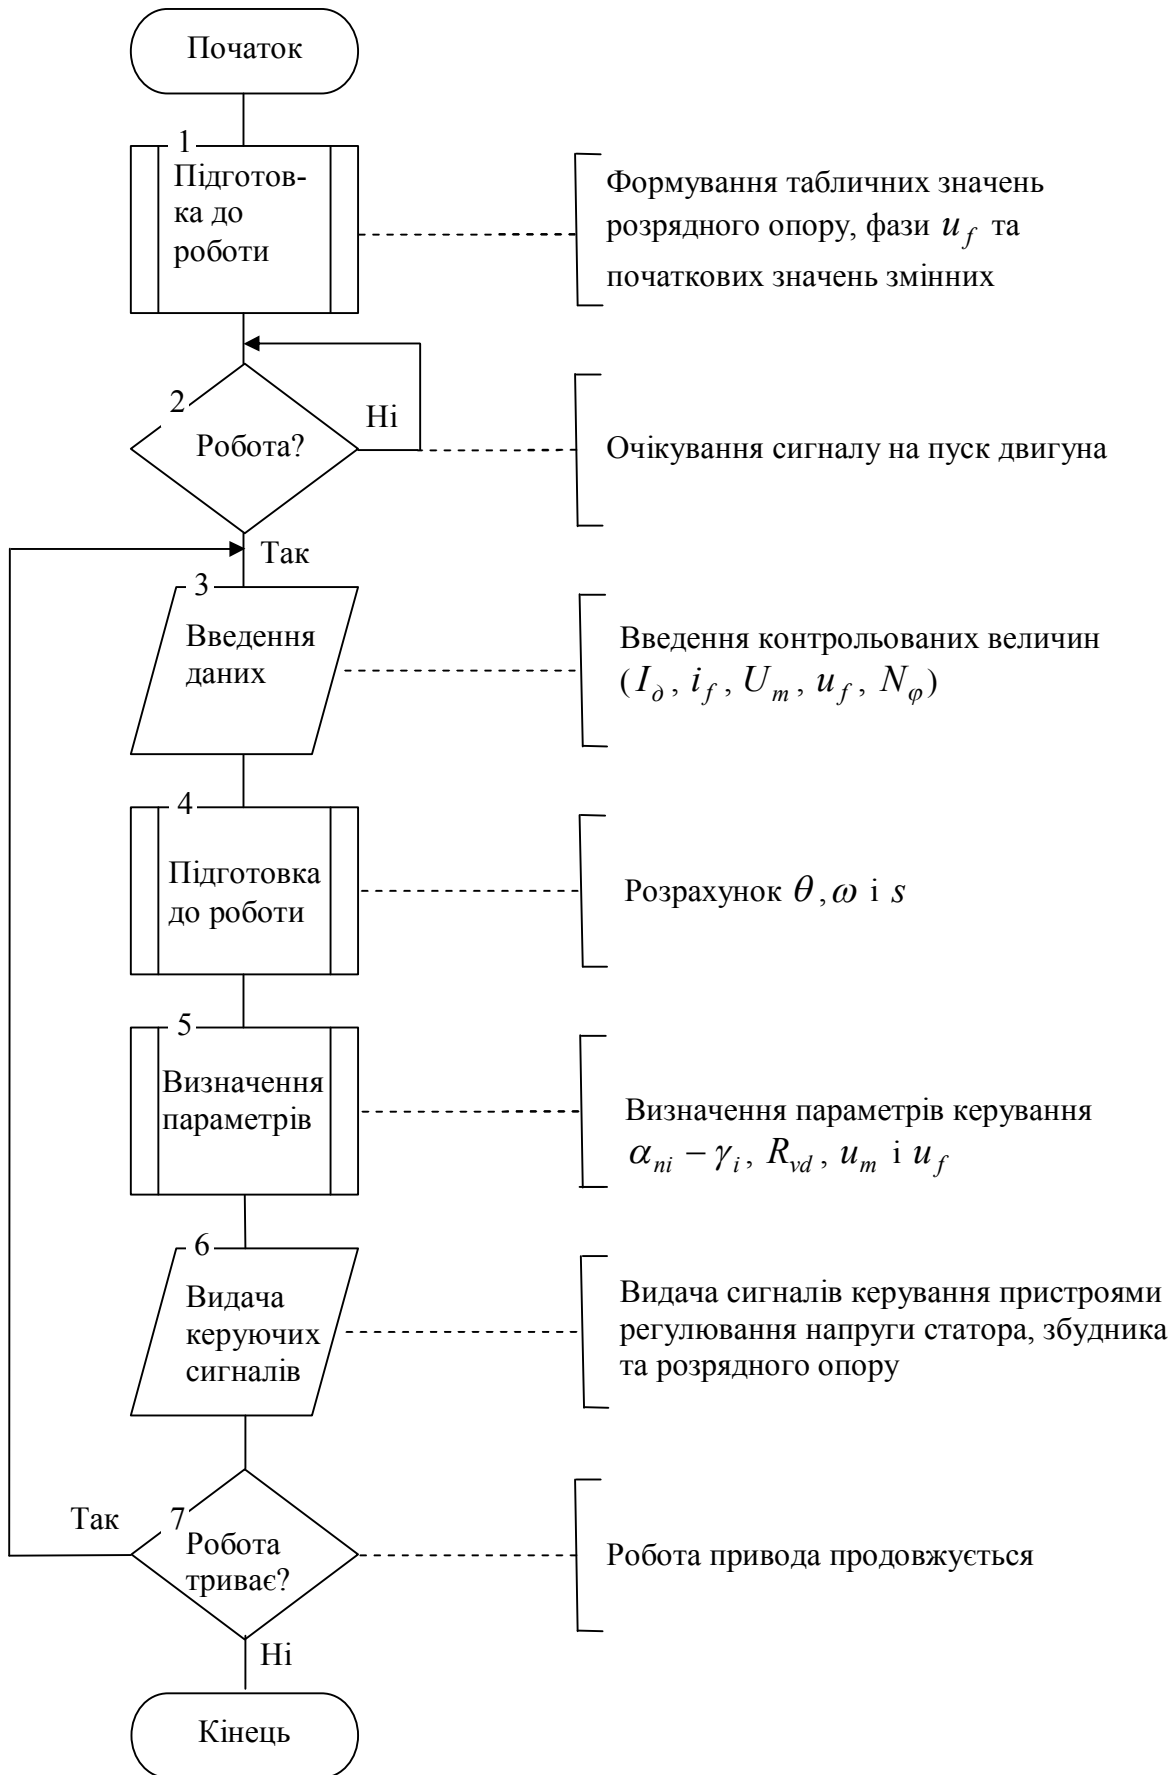 Початок
1
Підготов-
ка до
роботи
Формування табличних значень
розрядного опору, фази u_f та
початкових значень змінних
2
Робота?
Ні
Очікування сигналу на пуск двигуна
Так
3
Введення
даних
Введення контрольованих величин
(I_∂, i_f, U_m, u_f, N_φ)
4
Підготовка
до роботи
Розрахунок θ, ω і s
5
Визначення
параметрів
Визначення параметрів керування
α_ni − γ_i, R_vd, u_m і u_f
6
Видача
керуючих
сигналів
Видача сигналів керування пристроями
регулювання напруги статора, збудника
та розрядного опору
Так
7
Робота
триває?
Робота привода продовжується
Ні
Кінець